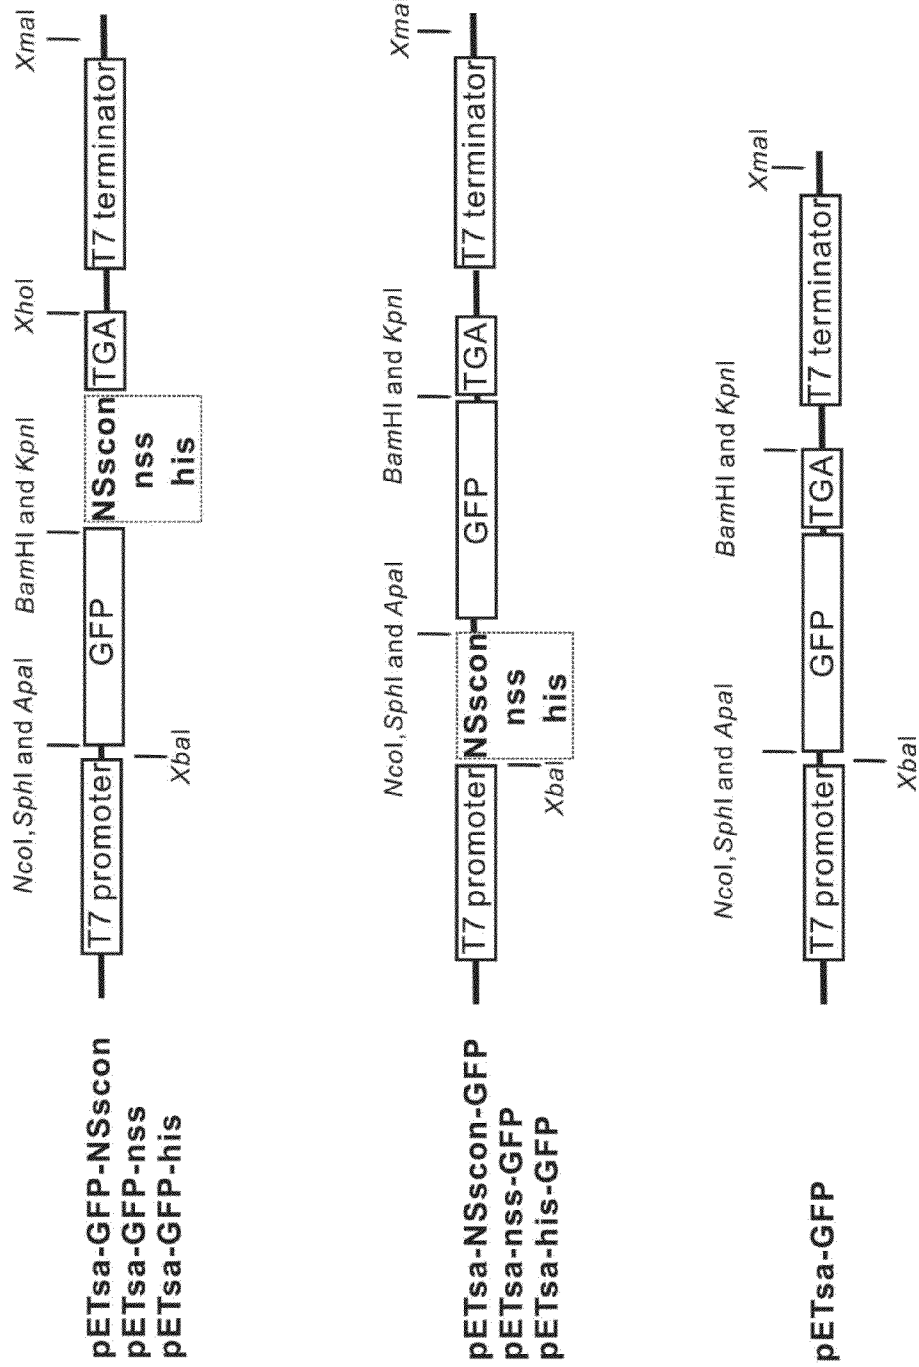 pETsa-GFP-NSscon
pETsa-GFP-nss
pETsa-GFP-his
NcoI,SphI and ApaI
BamHI and KpnI
XhoI
XmaI
T7 promoter
GFP
NSscon
nss
his
TGA
T7 terminator
XbaI
pETsa-NSscon-GFP
pETsa-nss-GFP
pETsa-his-GFP
NcoI,SphI and ApaI
BamHI and KpnI
XmaI
T7 promoter
NSscon
nss
his
GFP
TGA
T7 terminator
XbaI
pETsa-GFP
NcoI,SphI and ApaI
BamHI and KpnI
XmaI
T7 promoter
GFP
TGA
T7 terminator
XbaI